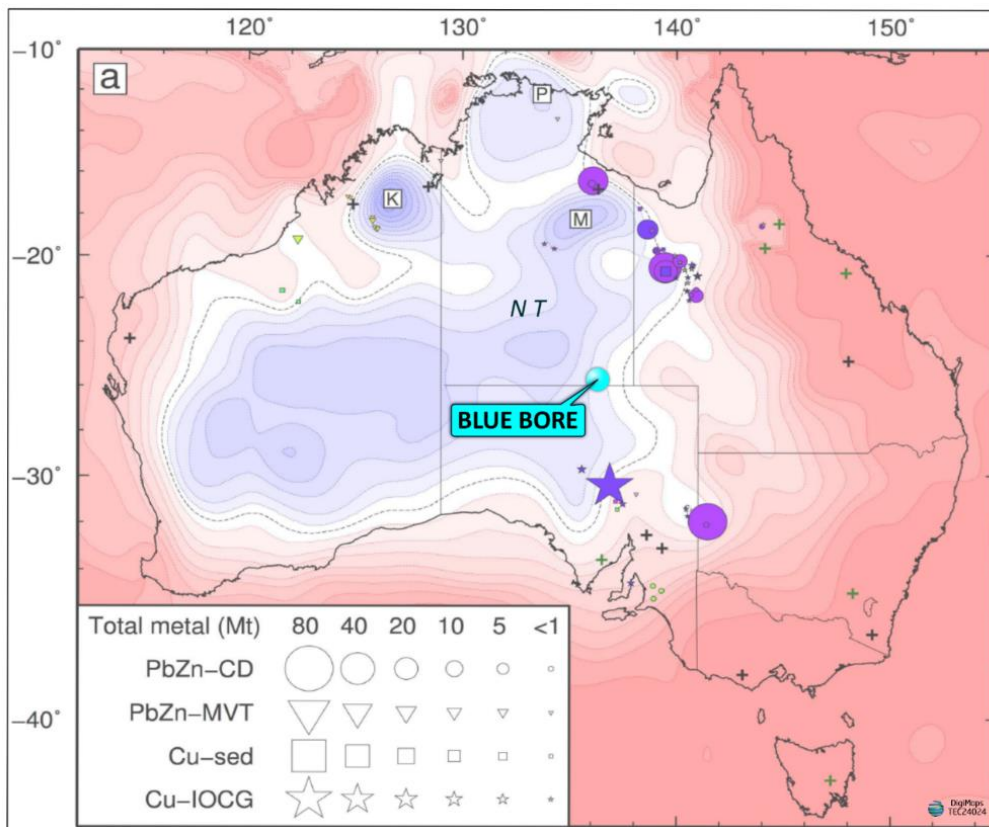 120° 130° 140° 150°
−10°
a
P
K
M
−20°
N T
BLUE BORE
−30°
Total metal (Mt) 80 40 20 10 5 <1
PbZn−CD
PbZn−MVT
Cu−sed
Cu−IOCG
−40°
DigiMaps
TEC24024